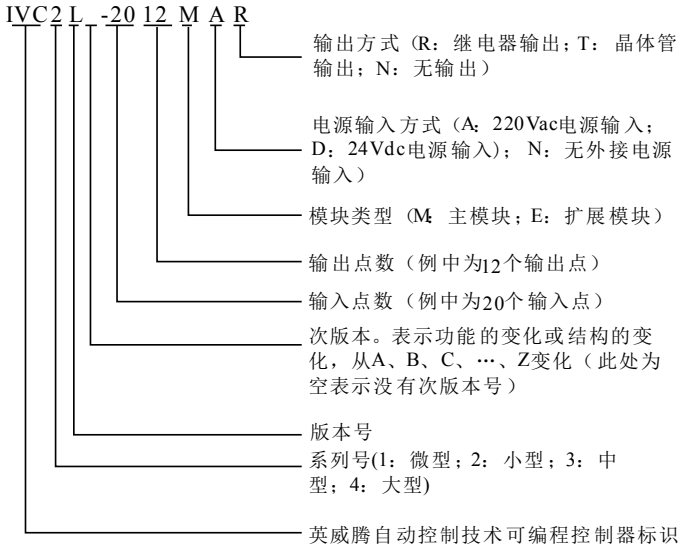 IVC2L -2012MAR
输出方式（R：继电器输出；T：晶体管
输出；N：无输出）
电源输入方式（A：220Vac电源输入；
D：24Vdc电源输入）；N：无外接电源
输入）
模块类型（M：主模块；E：扩展模块）
输出点数（例中为12个输出点）
输入点数（例中为20个输入点）
次版本。表示功能的变化或结构的变
化，从A、B、C、…、Z变化（此处为
空表示没有次版本号）
版本号
系列号(1：微型；2：小型；3：中
型；4：大型)
英威腾自动控制技术可编程控制器标识